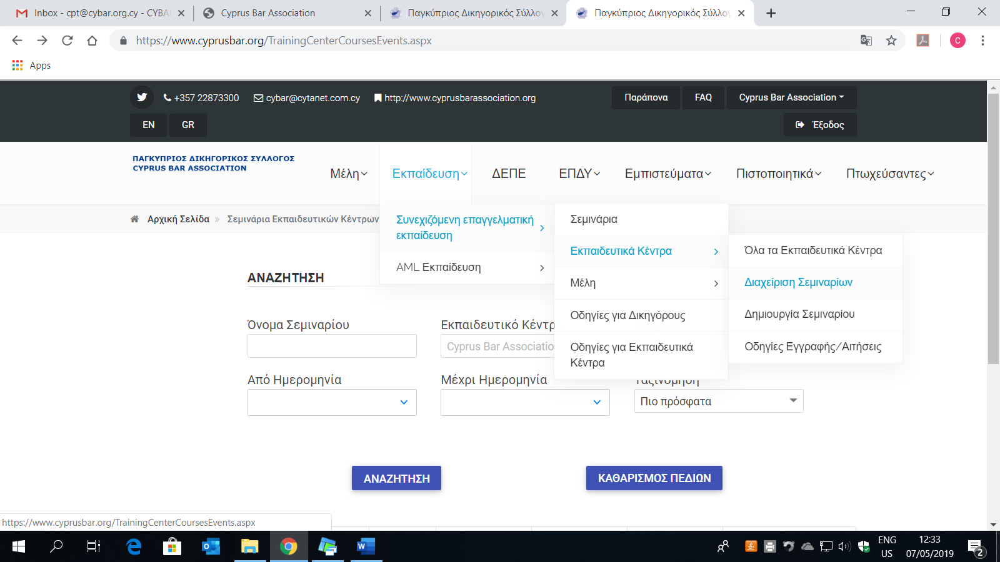 Inbox - cpt@cybar.org.cy - CYBA
Cyprus Bar Association
Παγκύπριος Δικηγορικός Σύλλογ
Παγκύπριος Δικηγορικός Σύλλογ
https://www.cyprusbar.org/TrainingCenterCoursesEvents.aspx
C
Apps
+357 22873300
cybar@cytanet.com.cy
http://www.cyprusbarassociation.org
Παράπονα
FAQ
Cyprus Bar Association
EN
GR
Έξοδος
ΠΑΓΚΥΠΡΙΟΣ ΔΙΚΗΓΟΡΙΚΟΣ ΣΥΛΛΟΓΟΣ
CYPRUS BAR ASSOCIATION
Μέλη
Εκπαίδευση
ΔΕΠΕ
ΕΠΔΥ
Εμπιστεύματα
Πιστοποιητικά
Πτωχεύσαντες
Αρχική Σελίδα
Σεμινάρια Εκπαιδευτικών Κέντρων
Συνεχιζόμενη επαγγελματική
εκπαίδευση
AML Εκπαίδευση
Σεμινάρια
Εκπαιδευτικά Κέντρα
Μέλη
Οδηγίες για Δικηγόρους
Οδηγίες για Εκπαιδευτικά
Κέντρα
Όλα τα Εκπαιδευτικά Κέντρα
Διαχείριση Σεμιναρίων
Δημιουργία Σεμιναρίου
Οδηγίες Εγγραφής/Αιτήσεις
ΑΝΑΖΗΤΗΣΗ
Όνομα Σεμιναρίου
Εκπαιδευτικό Κέντρ
Cyprus Bar Associatio
Από Ημερομηνία
Μέχρι Ημερομηνία
Ταξινόμηση
Πιο πρόσφατα
ΑΝΑΖΗΤΗΣΗ
ΚΑΘΑΡΙΣΜΟΣ ΠΕΔΙΩΝ
https://www.cyprusbar.org/TrainingCenterCoursesEvents.aspx
ENG
US
12:33
07/05/2019
2